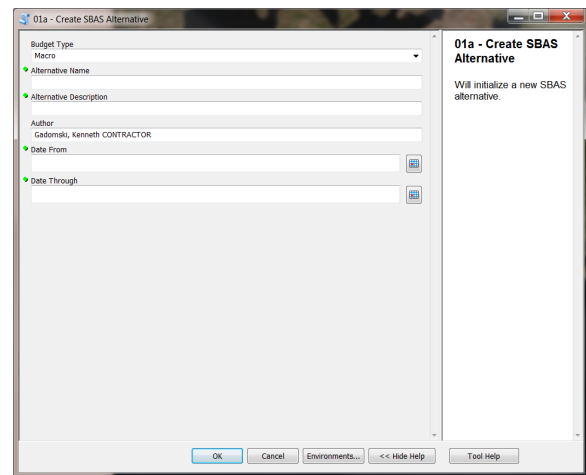 01a - Create SBAS Alternative
Budget Type
Macro
Alternative Name
Alternative Description
Author
Gadomski, Kenneth CONTRACTOR
Date From
Date Through
01a - Create SBAS
Alternative
Will initialize a new SBAS
alternative.
OK
Cancel
Environments...
<< Hide Help
Tool Help